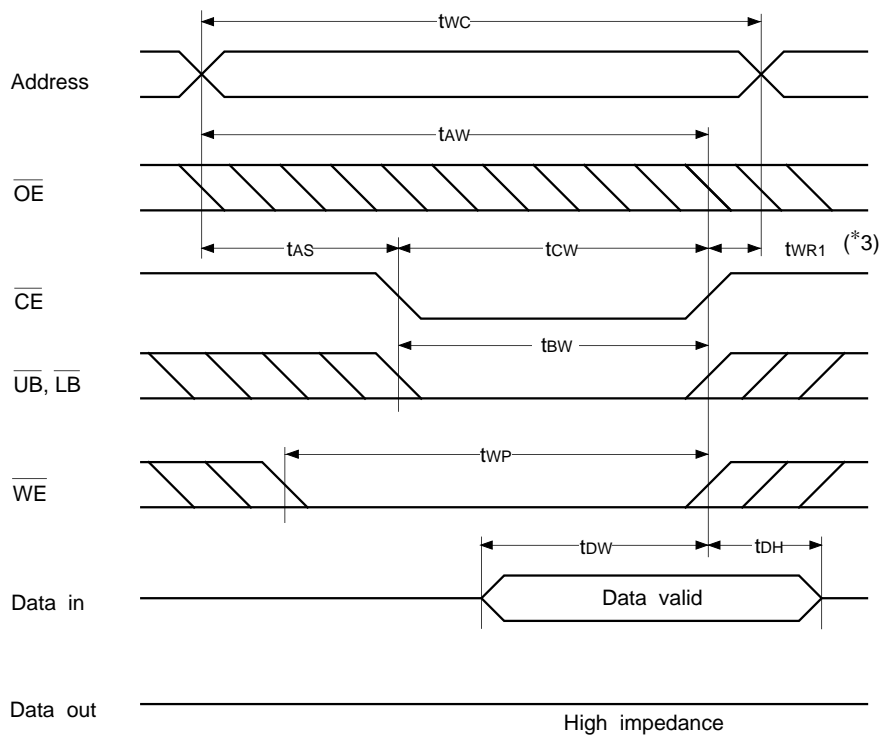 tWC
Address
tAW
OE
tAS tCW tWR1 (*3)
CE
tBW
UB, LB
tWP
WE
tDW tDH
Data in Data valid
Data out
High impedance